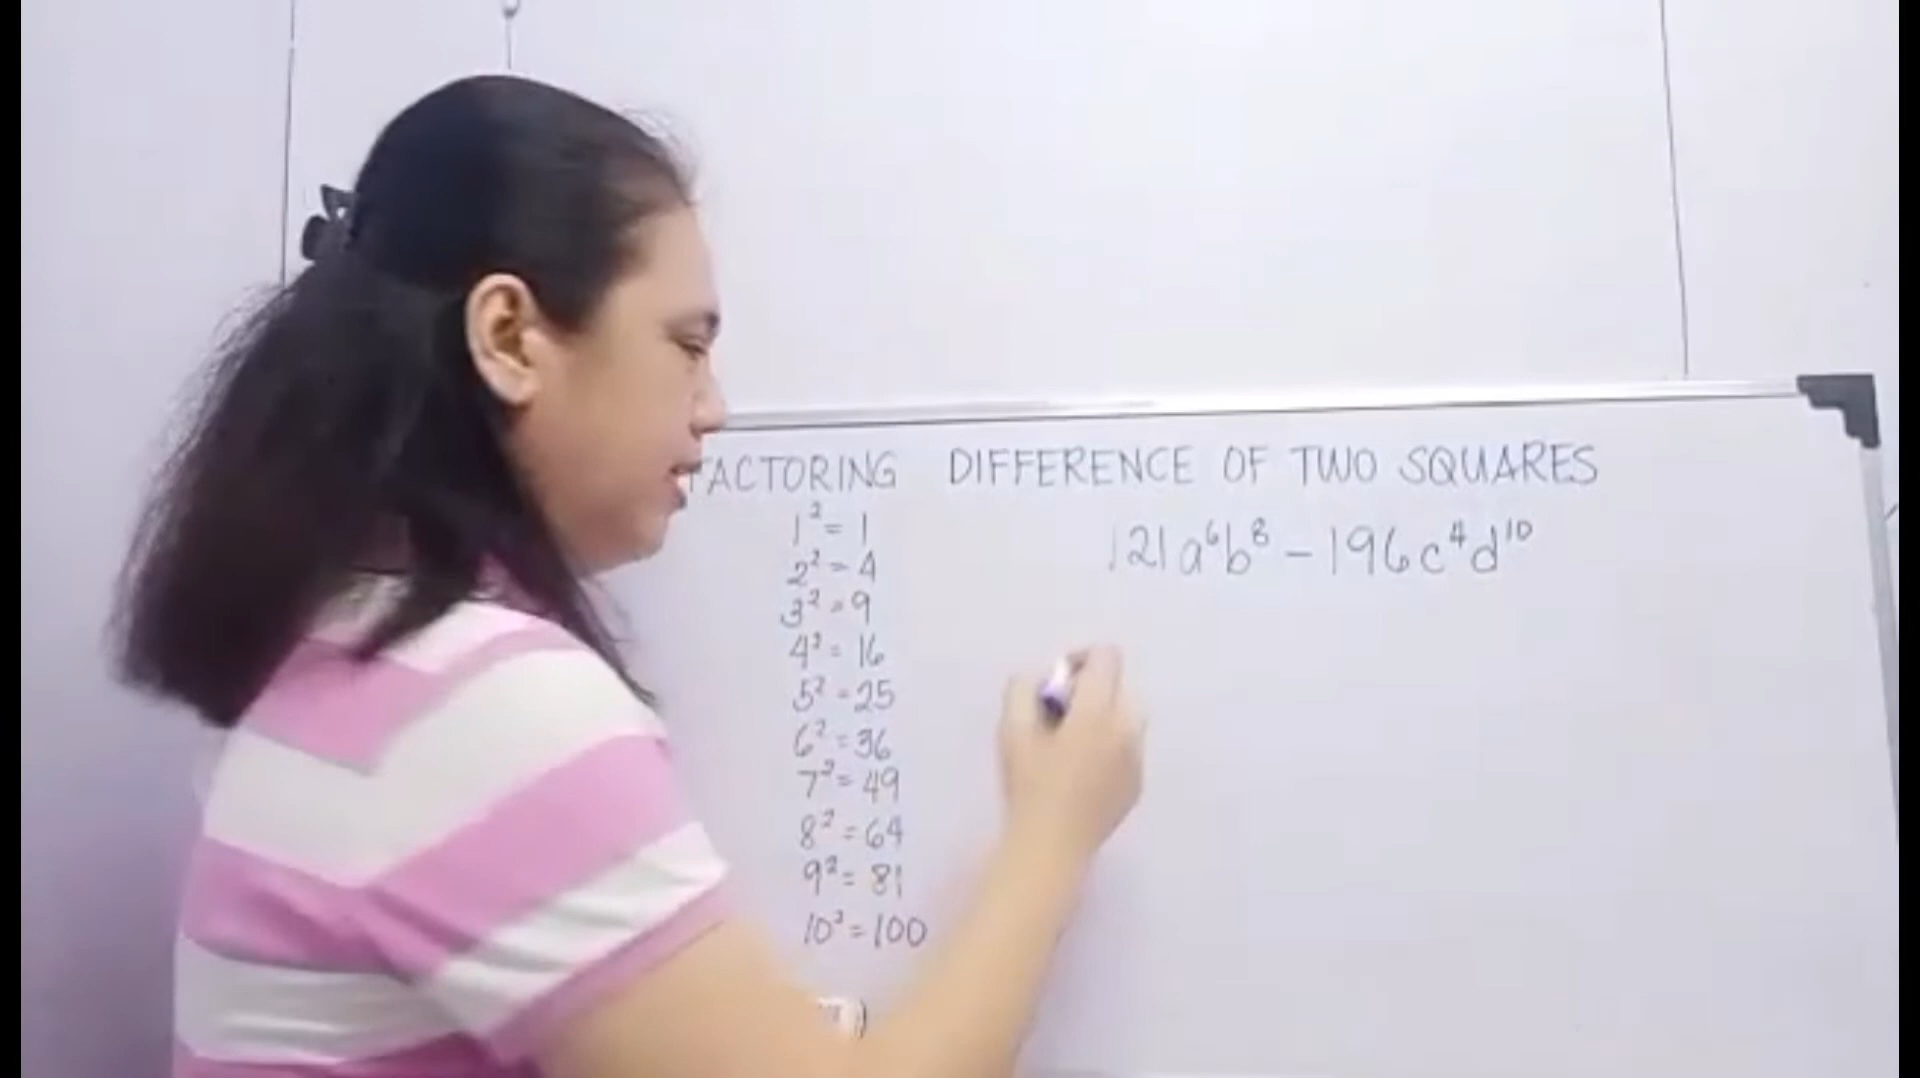 FACTORING DIFFERENCE OF TWO SQUARES
1² = 1
2² = 4
3² = 9
4² = 16
5² = 25
6² = 36
7² = 49
8² = 64
9² = 81
10² = 100
121a⁶b⁸ − 196c⁴d¹⁰